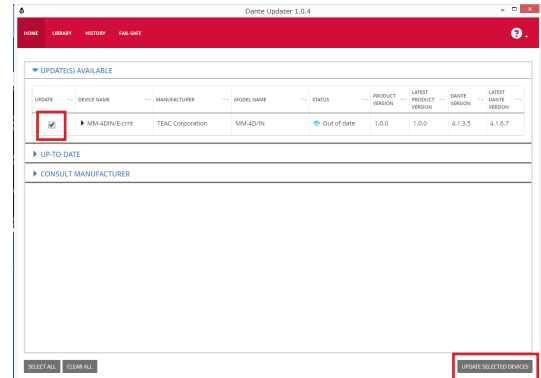 Dante Updater 1.0.4
HOME LIBRARY HISTORY FAIL-SAFE
UPDATE(S) AVAILABLE
UPDATE DEVICE NAME MANUFACTURER MODEL NAME STATUS PRODUCT VERSION LATEST PRODUCT VERSION DANTE VERSION LATEST DANTE VERSION
MM-4DIN/E-crnt TEAC Corporation MM-4D/IN Out of date 1.0.0 1.0.0 4.1.3.5 4.1.6.7
UP-TO-DATE
CONSULT MANUFACTURER
SELECT ALL CLEAR ALL UPDATE SELECTED DEVICES